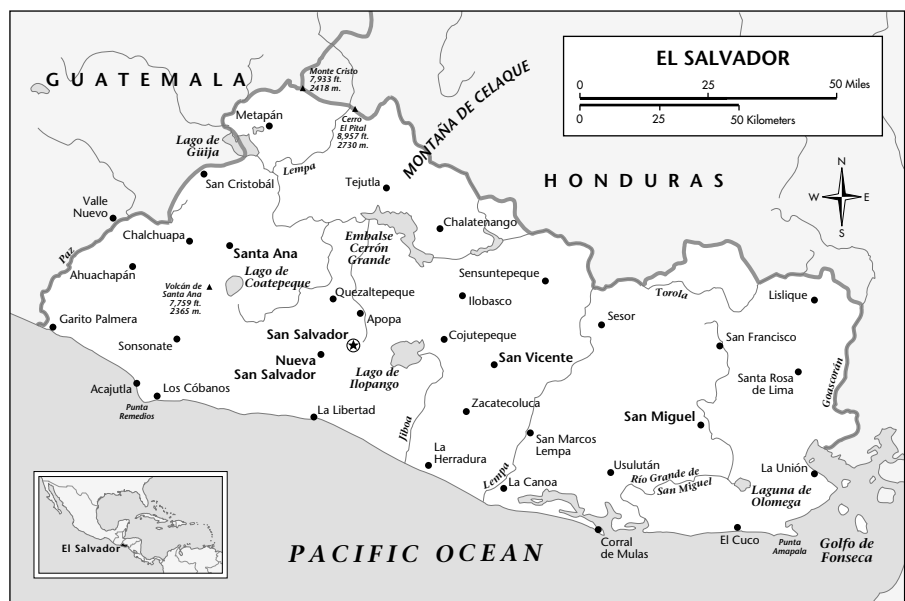 EL SALVADOR
0 25 50 Miles
0 25 50 Kilometers
GUATEMALA
Monte Cristo
7,933 ft.
2418 m.
Cerro
El Pital
8,957 ft.
2730 m.
MONTAÑA DE CELAQUE
HONDURAS
N
W E
S
Metapán
Lago de
Güija
Lempa
San Cristobál
Tejutla
Valle
Nuevo
Chalatenango
Paz
Chalchuapa
Santa Ana
Embalse
Cerrón
Grande
Ahuachapán
Lago de
Coatepeque
Volcán de
Santa Ana
7,759 ft.
2365 m.
Sensuntepeque
Quezaltepeque
Ilobasco
Torola
Lislique
Garito Palmera
Apopa
Sesor
Sonsonate
San Salvador
Cojutepeque
San Francisco
Nueva
San Salvador
San Vicente
Lago de
Ilopango
Santa Rosa
de Lima
Goascorán
Acajutla
Los Cóbanos
Punta
Remedios
La Libertad
Jiboa
Zacatecoluca
San Miguel
San Marcos
Lempa
La
Herradura
Lempa
La Canoa
Usulután
Río Grande de
San Miguel
La Unión
Laguna de
Olomega
El Salvador
PACIFIC OCEAN
Corral
de Mulas
El Cuco
Punta
Amapala
Golfo de
Fonseca